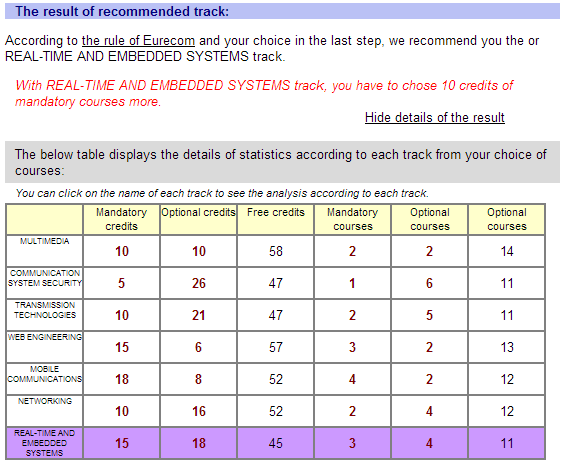 The result of recommended track:
According to the rule of Eurecom and your choice in the last step, we recommend you the or
REAL-TIME AND EMBEDDED SYSTEMS track.
With REAL-TIME AND EMBEDDED SYSTEMS track, you have to chose 10 credits of
mandatory courses more.
Hide details of the result
The below table displays the details of statistics according to each track from your choice of
courses:
You can click on the name of each track to see the analysis according to each track.
Mandatory credits Optional credits Free credits Mandatory courses Optional courses Optional courses
MULTIMEDIA 10 10 58 2 2 14
COMMUNICATION SYSTEM SECURITY 5 26 47 1 6 11
TRANSMISSION TECHNOLOGIES 10 21 47 2 5 11
WEB ENGINEERING 15 6 57 3 2 13
MOBILE COMMUNICATIONS 18 8 52 4 2 12
NETWORKING 10 16 52 2 4 12
REAL-TIME AND EMBEDDED SYSTEMS 15 18 45 3 4 11